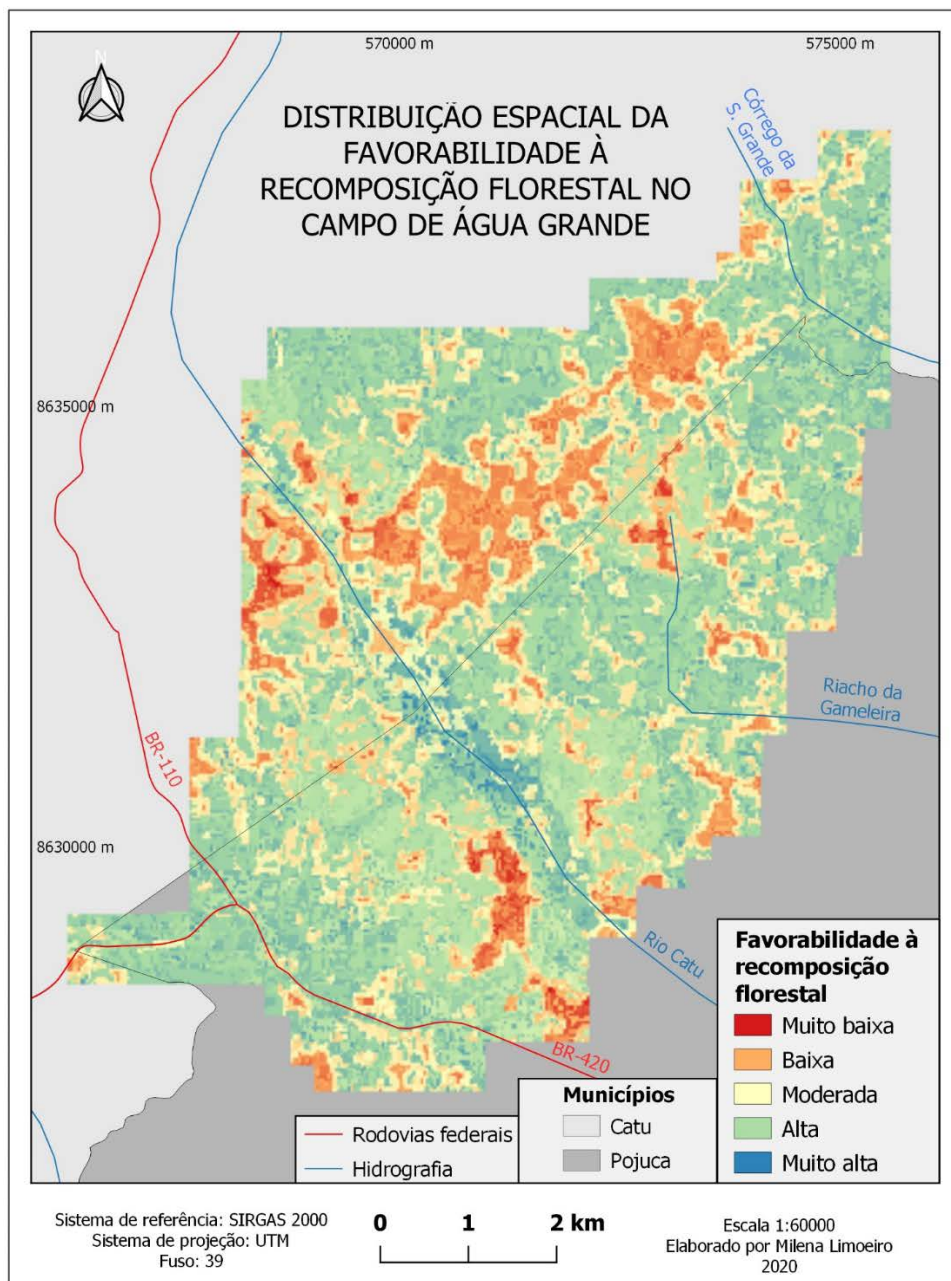 570000 m
575000 m
N
DISTRIBUIÇÃO ESPACIAL DA
FAVORABILIDADE À
RECOMPOSIÇÃO FLORESTAL NO
CAMPO DE ÁGUA GRANDE
Córrego da
S. Grande
8635000 m
Riacho da
Gameleira
BR-110
8630000 m
Rio Catu
BR-420
Favorabilidade à
recomposição
florestal
Muito baixa
Baixa
Moderada
Alta
Muito alta
Municípios
Catu
Pojuca
Rodovias federais
Hidrografia
Sistema de referência: SIRGAS 2000
Sistema de projeção: UTM
Fuso: 39
0 1 2 km
Escala 1:60000
Elaborado por Milena Limoeiro
2020